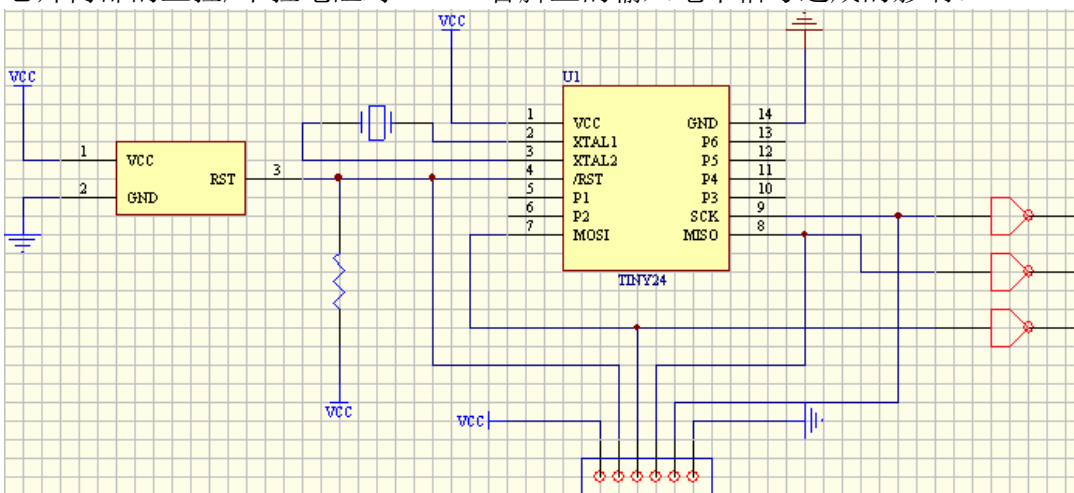 VCC
VCC
1 VCC
2 GND
RST 3
U1
1 VCC
2 XTAL1
3 XTAL2
4 /RST
5 P1
6 P2
7 MOSI
GND 14
P6 13
P5 12
P4 11
P3 10
SCK 9
MISO 8
TINY24
VCC
VCC